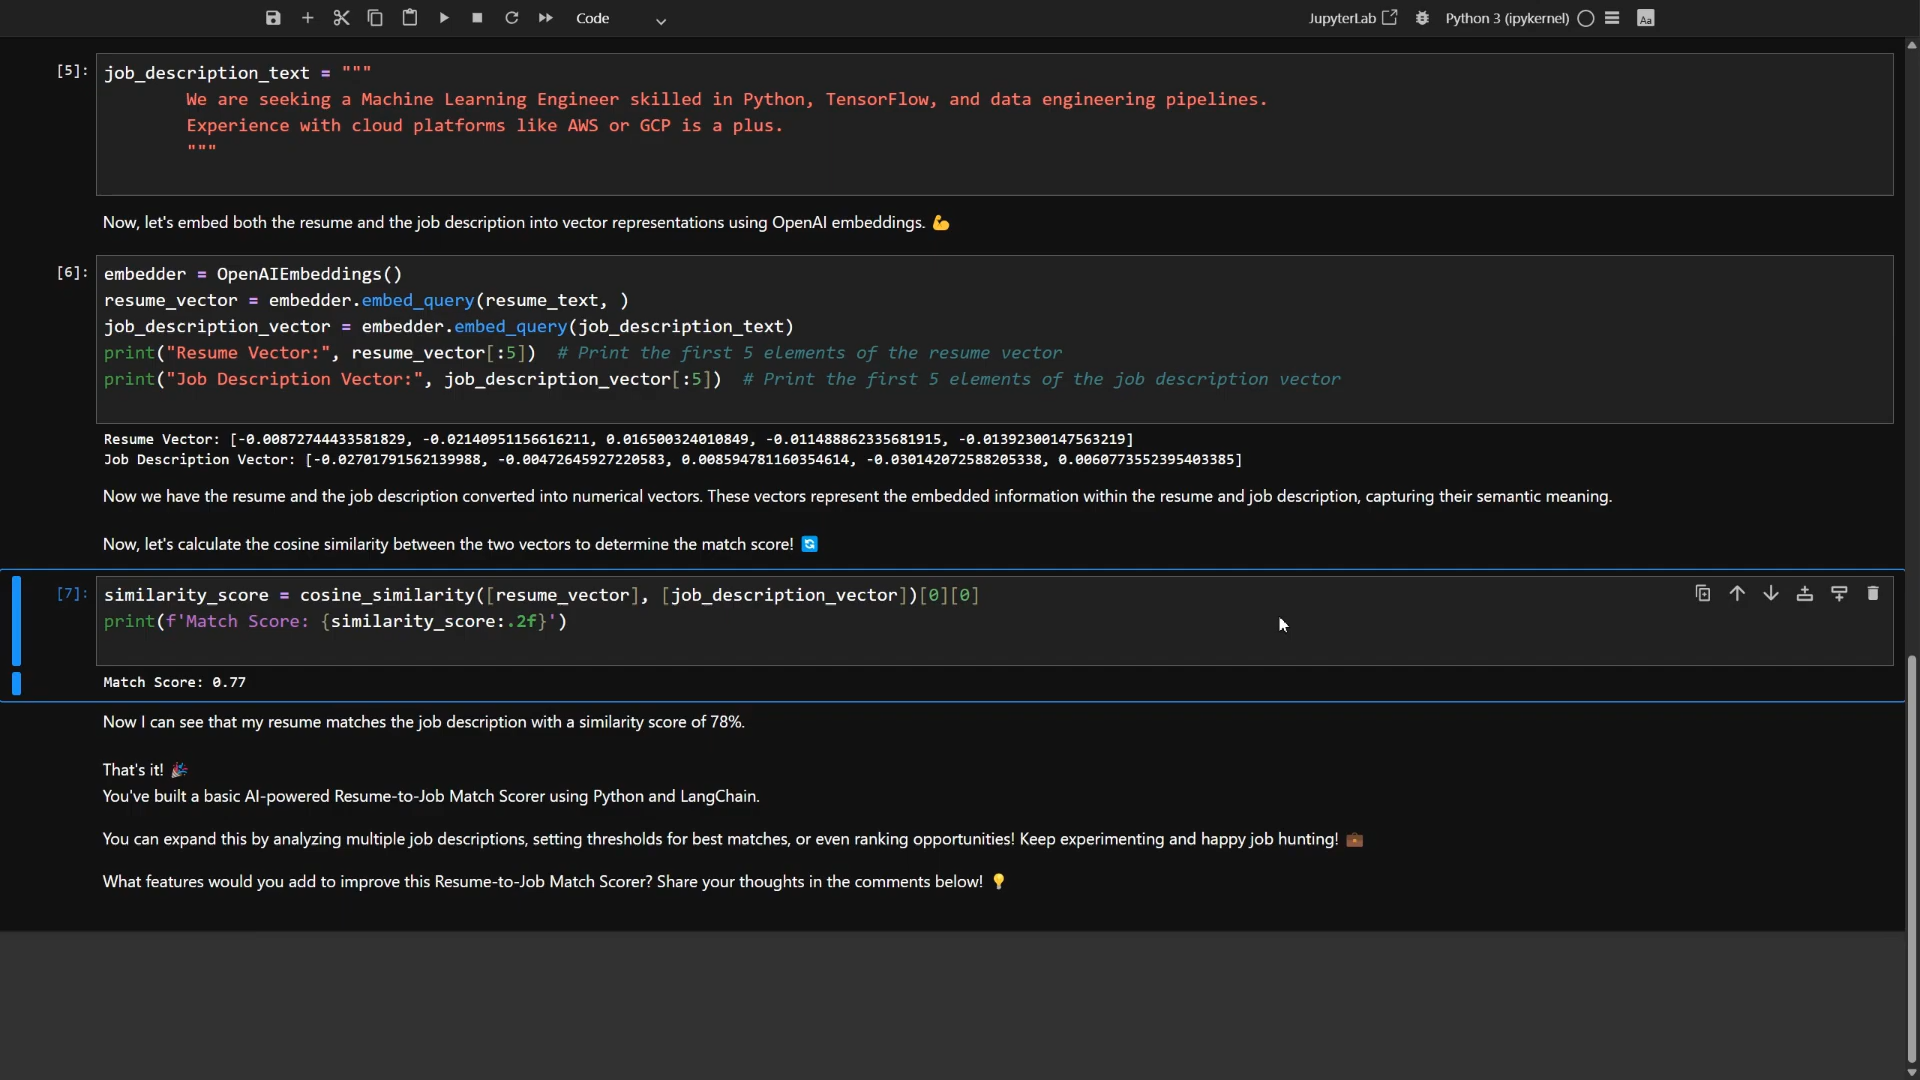 Code
JupyterLab
Python 3 (ipykernel)
[5]:
job_description_text = """
We are seeking a Machine Learning Engineer skilled in Python, TensorFlow, and data engineering pipelines.
Experience with cloud platforms like AWS or GCP is a plus.
"""
Now, let's embed both the resume and the job description into vector representations using OpenAI embeddings. 💪
[6]:
embedder = OpenAIEmbeddings()
resume_vector = embedder.embed_query(resume_text, )
job_description_vector = embedder.embed_query(job_description_text)
print("Resume Vector:", resume_vector[:5])  # Print the first 5 elements of the resume vector
print("Job Description Vector:", job_description_vector[:5])  # Print the first 5 elements of the job description vector
Resume Vector: [-0.00872744433581829, -0.02140951156616211, 0.016500324010849, -0.011488862335681915, -0.01392300147563219]
Job Description Vector: [-0.02701791562139988, -0.00472645927220583, 0.008594781160354614, -0.030142072588205338, 0.0060773552395403385]
Now we have the resume and the job description converted into numerical vectors. These vectors represent the embedded information within the resume and job description, capturing their semantic meaning.
Now, let's calculate the cosine similarity between the two vectors to determine the match score! 🔄
[7]:
similarity_score = cosine_similarity([resume_vector], [job_description_vector])[0][0]
print(f'Match Score: {similarity_score:.2f}')
Match Score: 0.77
Now I can see that my resume matches the job description with a similarity score of 78%.
That's it! 🎉
You've built a basic AI-powered Resume-to-Job Match Scorer using Python and LangChain.
You can expand this by analyzing multiple job descriptions, setting thresholds for best matches, or even ranking opportunities! Keep experimenting and happy job hunting! 💼
What features would you add to improve this Resume-to-Job Match Scorer? Share your thoughts in the comments below! 💡